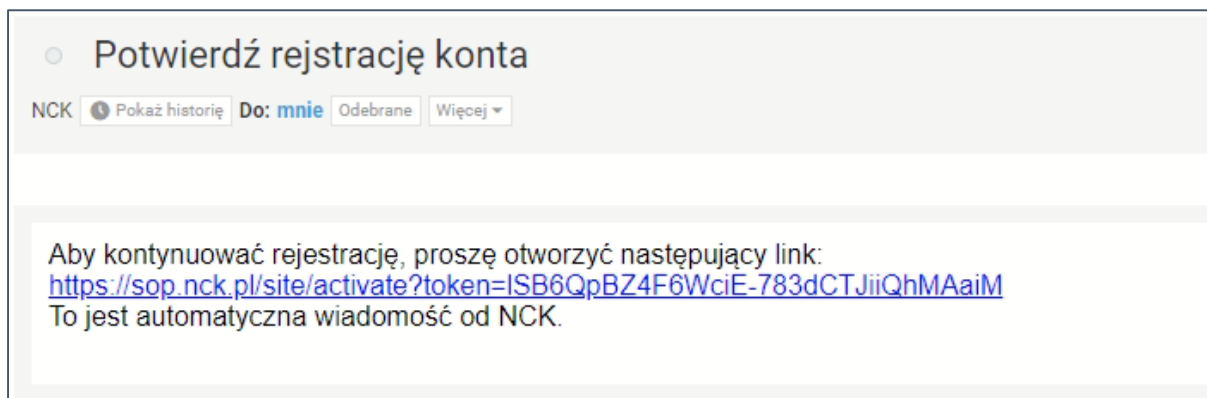 Potwierdź rejstrację konta
NCK Pokaż historię Do: mnie Odebrane Więcej
Aby kontynuować rejestrację, proszę otworzyć następujący link:
https://sop.nck.pl/site/activate?token=ISB6QpBZ4F6WciE-783dCTJiiQhMAaiM
To jest automatyczna wiadomość od NCK.